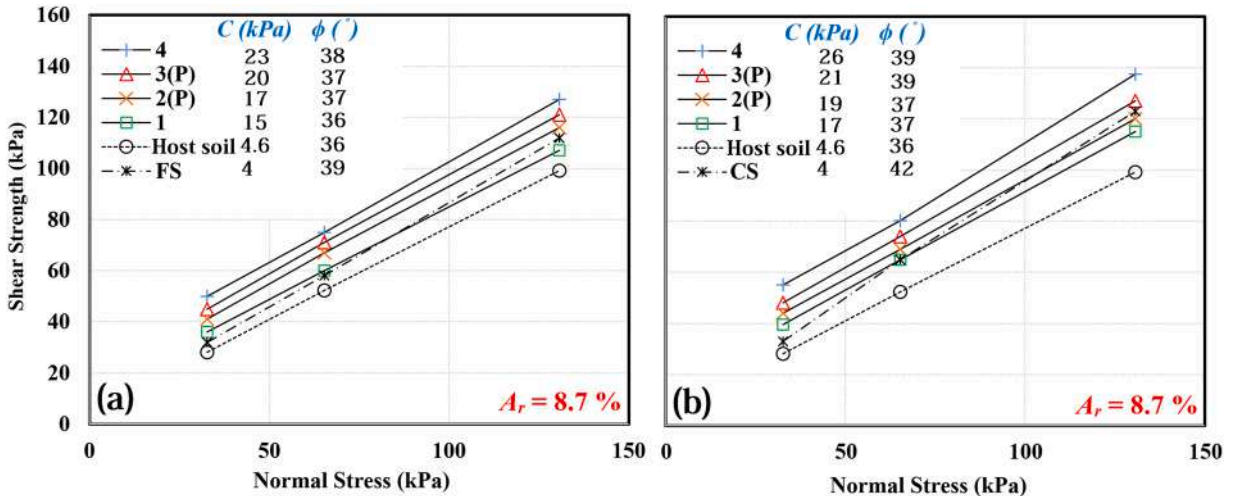 Shear Strength (kPa)
160
140
120
100
80
60
40
20
0
C (kPa) ϕ (°)
4 23 38
3(P) 20 37
2(P) 17 37
1 15 36
Host soil 4.6 36
FS 4 39
(a)
Ar = 8.7 %
0 50 100 150
Normal Stress (kPa)
C (kPa) ϕ (°)
4 26 39
3(P) 21 39
2(P) 19 37
1 17 37
Host soil 4.6 36
CS 4 42
(b)
Ar = 8.7 %
0 50 100 150
Normal Stress (kPa)